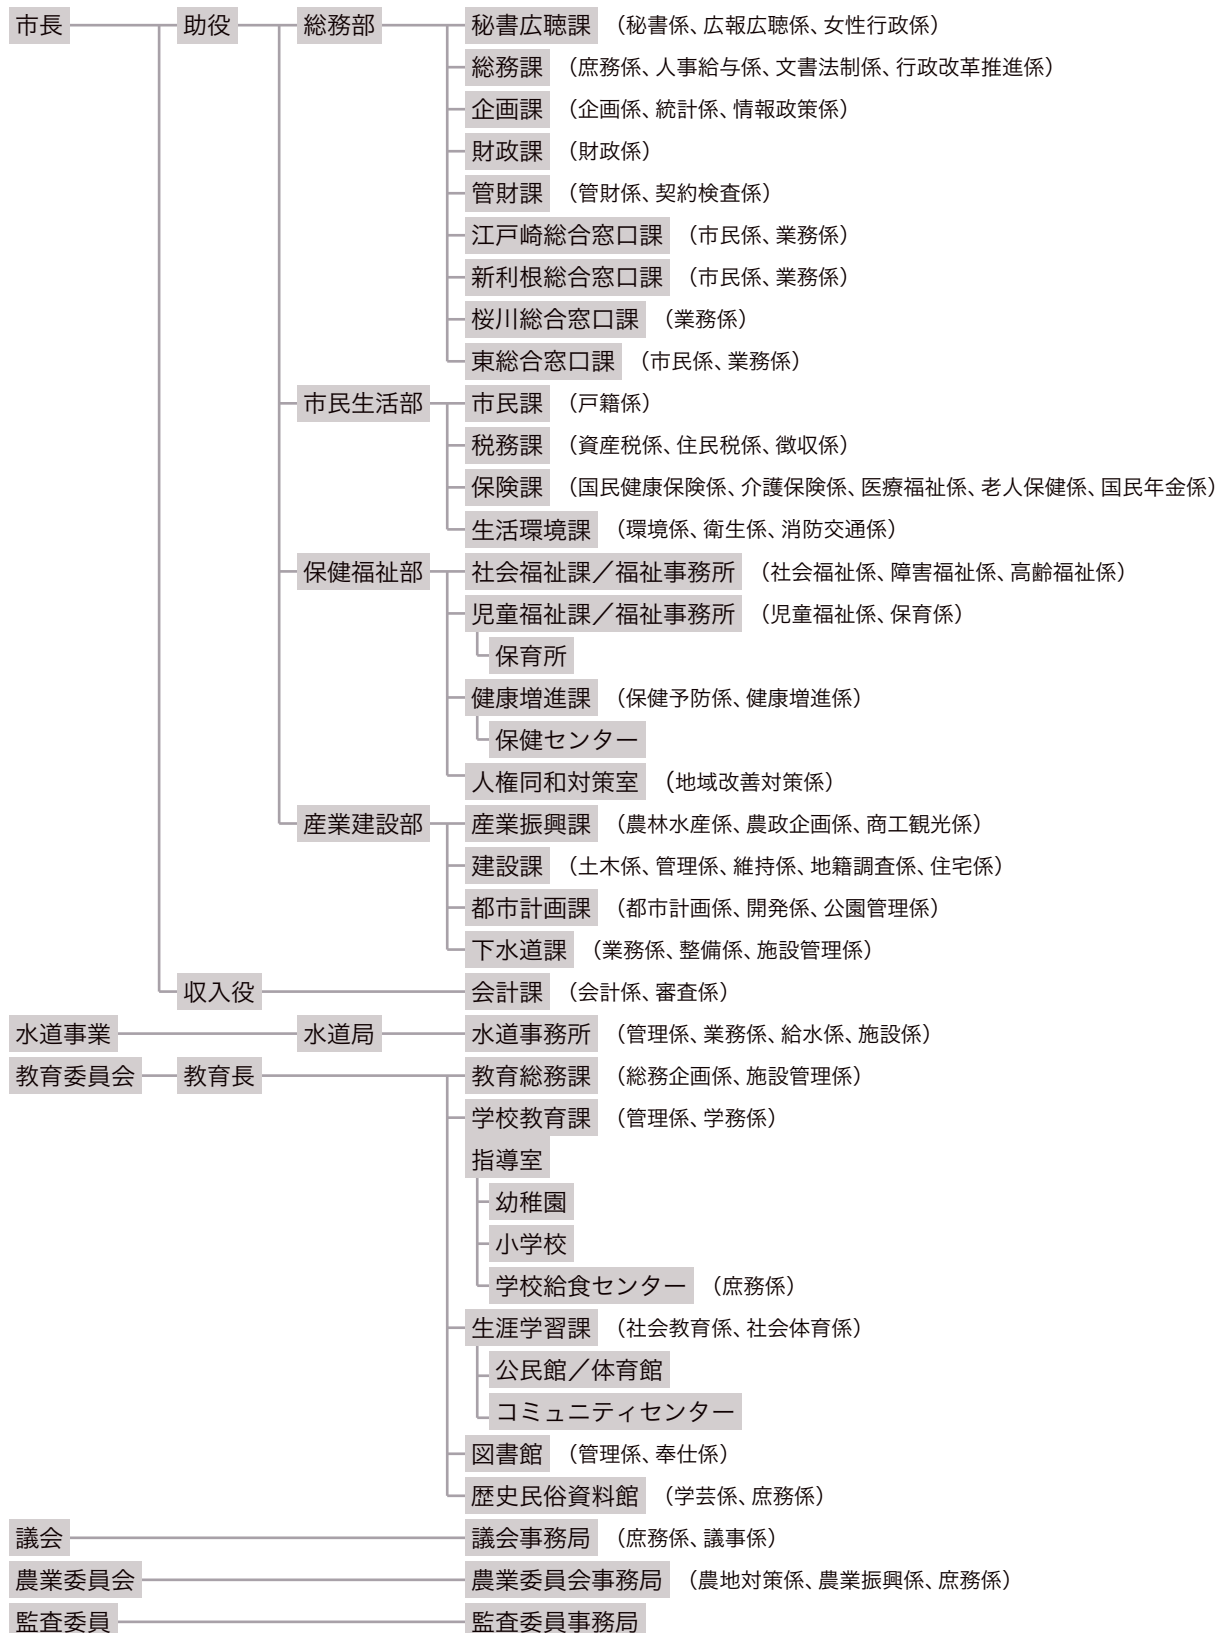 市長 助役 総務部 秘書広聴課 （秘書係、広報広聴係、女性行政係）
総務課 （庶務係、人事給与係、文書法制係、行政改革推進係）
企画課 （企画係、統計係、情報政策係）
財政課 （財政係）
管財課 （管財係、契約検査係）
江戸崎総合窓口課 （市民係、業務係）
新利根総合窓口課 （市民係、業務係）
桜川総合窓口課 （業務係）
東総合窓口課 （市民係、業務係）
市民生活部 市民課 （戸籍係）
税務課 （資産税係、住民税係、徴収係）
保険課 （国民健康保険係、介護保険係、医療福祉係、老人保健係、国民年金係）
生活環境課 （環境係、衛生係、消防交通係）
保健福祉部 社会福祉課／福祉事務所 （社会福祉係、障害福祉係、高齢福祉係）
児童福祉課／福祉事務所 （児童福祉係、保育係）
保育所
健康増進課 （保健予防係、健康増進係）
保健センター
人権同和対策室 （地域改善対策係）
産業建設部 産業振興課 （農林水産係、農政企画係、商工観光係）
建設課 （土木係、管理係、維持係、地籍調査係、住宅係）
都市計画課 （都市計画係、開発係、公園管理係）
下水道課 （業務係、整備係、施設管理係）
収入役 会計課 （会計係、審査係）
水道事業 水道局 水道事務所 （管理係、業務係、給水係、施設係）
教育委員会 教育長 教育総務課 （総務企画係、施設管理係）
学校教育課 （管理係、学務係）
指導室
幼稚園
小学校
学校給食センター （庶務係）
生涯学習課 （社会教育係、社会体育係）
公民館／体育館
コミュニティセンター
図書館 （管理係、奉仕係）
歴史民俗資料館 （学芸係、庶務係）
議会 議会事務局 （庶務係、議事係）
農業委員会 農業委員会事務局 （農地対策係、農業振興係、庶務係）
監査委員 監査委員事務局